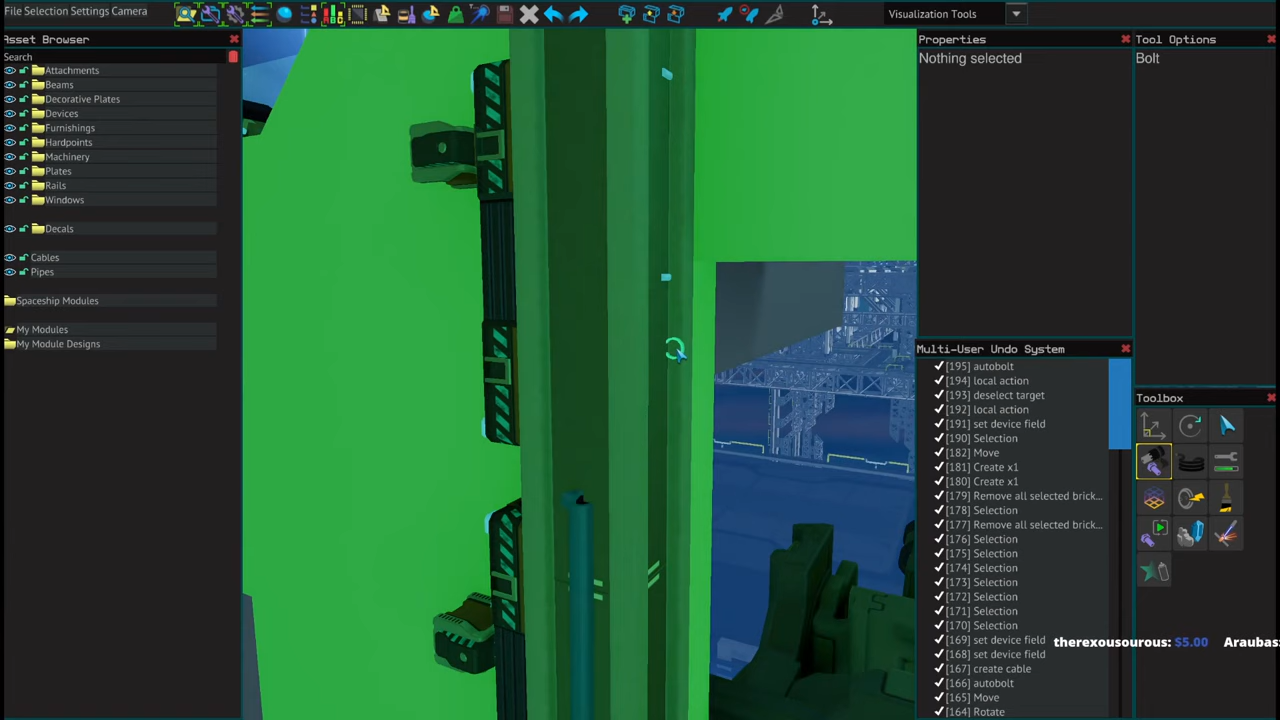 File Selection Settings Camera
Visualization Tools
Asset Browser
Search
Attachments
Beams
Decorative Plates
Devices
Furnishings
Hardpoints
Machinery
Plates
Rails
Windows
Decals
Cables
Pipes
Spaceship Modules
My Modules
My Module Designs
Properties
Nothing selected
Tool Options
Bolt
Multi-User Undo System
[195] autobolt
[194] local action
[193] deselect target
[192] local action
[191] set device field
[190] Selection
[182] Move
[181] Create x1
[180] Create x1
[179] Remove all selected brick...
[178] Selection
[177] Remove all selected brick...
[176] Selection
[175] Selection
[174] Selection
[173] Selection
[172] Selection
[171] Selection
[170] Selection
[169] set device field
[168] set device field
[167] create cable
[166] autobolt
[165] Move
[164] Rotate
Toolbox
therexousourous: $5.00 Araubas: